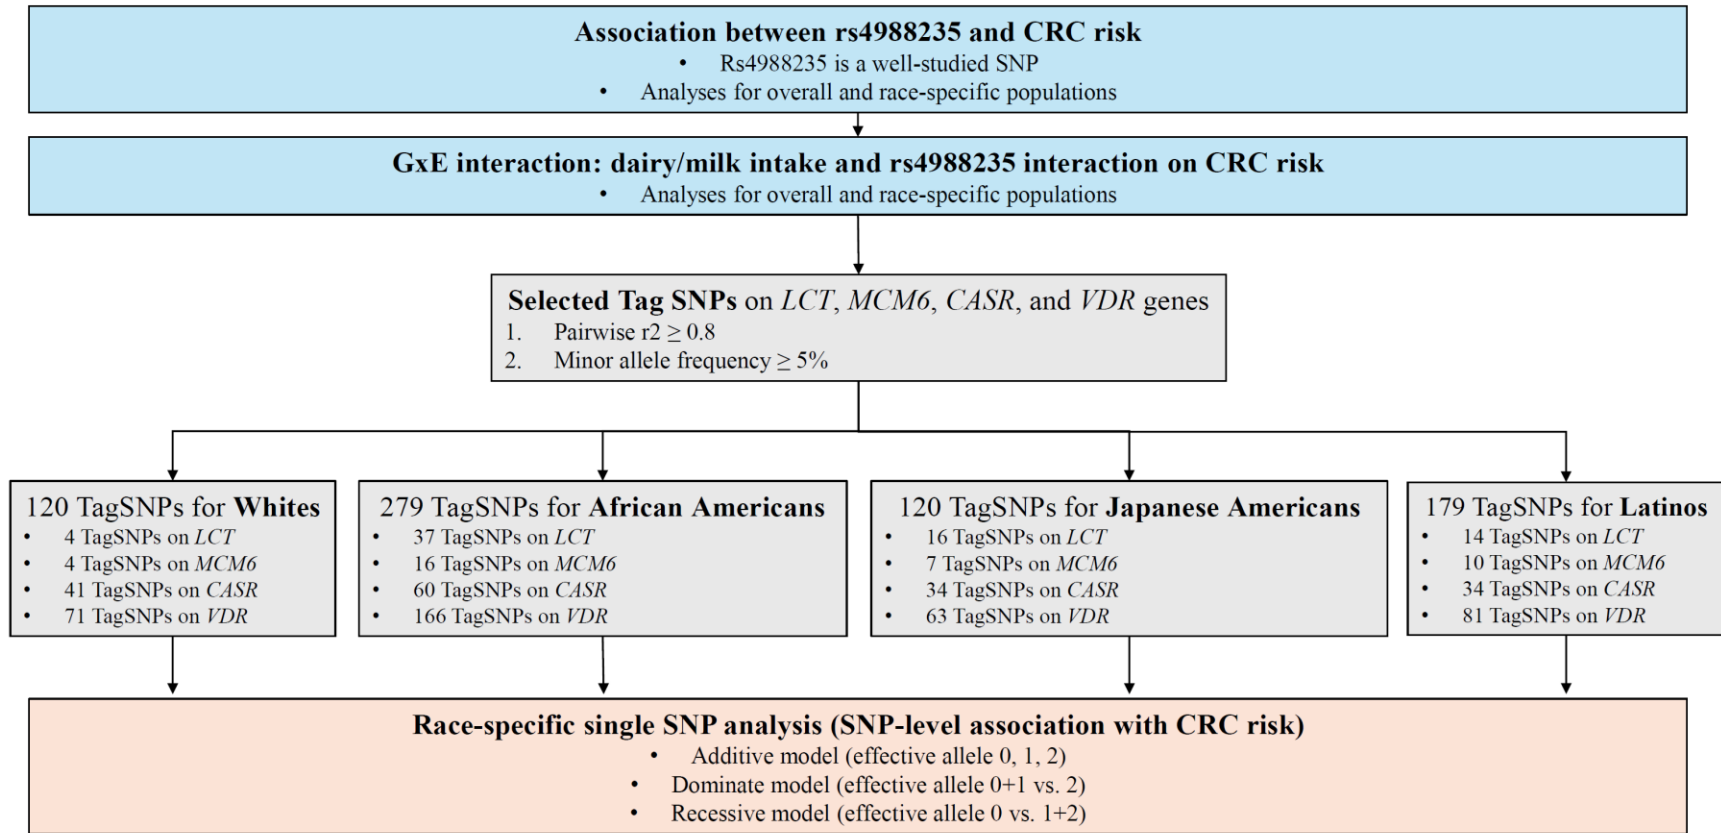 Association between rs4988235 and CRC risk
• Rs4988235 is a well-studied SNP
• Analyses for overall and race-specific populations
GxE interaction: dairy/milk intake and rs4988235 interaction on CRC risk
• Analyses for overall and race-specific populations
Selected Tag SNPs on LCT, MCM6, CASR, and VDR genes
1. Pairwise r2 ≥ 0.8
2. Minor allele frequency ≥ 5%
120 TagSNPs for Whites
• 4 TagSNPs on LCT
• 4 TagSNPs on MCM6
• 41 TagSNPs on CASR
• 71 TagSNPs on VDR
279 TagSNPs for African Americans
• 37 TagSNPs on LCT
• 16 TagSNPs on MCM6
• 60 TagSNPs on CASR
• 166 TagSNPs on VDR
120 TagSNPs for Japanese Americans
• 16 TagSNPs on LCT
• 7 TagSNPs on MCM6
• 34 TagSNPs on CASR
• 63 TagSNPs on VDR
179 TagSNPs for Latinos
• 14 TagSNPs on LCT
• 10 TagSNPs on MCM6
• 34 TagSNPs on CASR
• 81 TagSNPs on VDR
Race-specific single SNP analysis (SNP-level association with CRC risk)
• Additive model (effective allele 0, 1, 2)
• Dominate model (effective allele 0+1 vs. 2)
• Recessive model (effective allele 0 vs. 1+2)